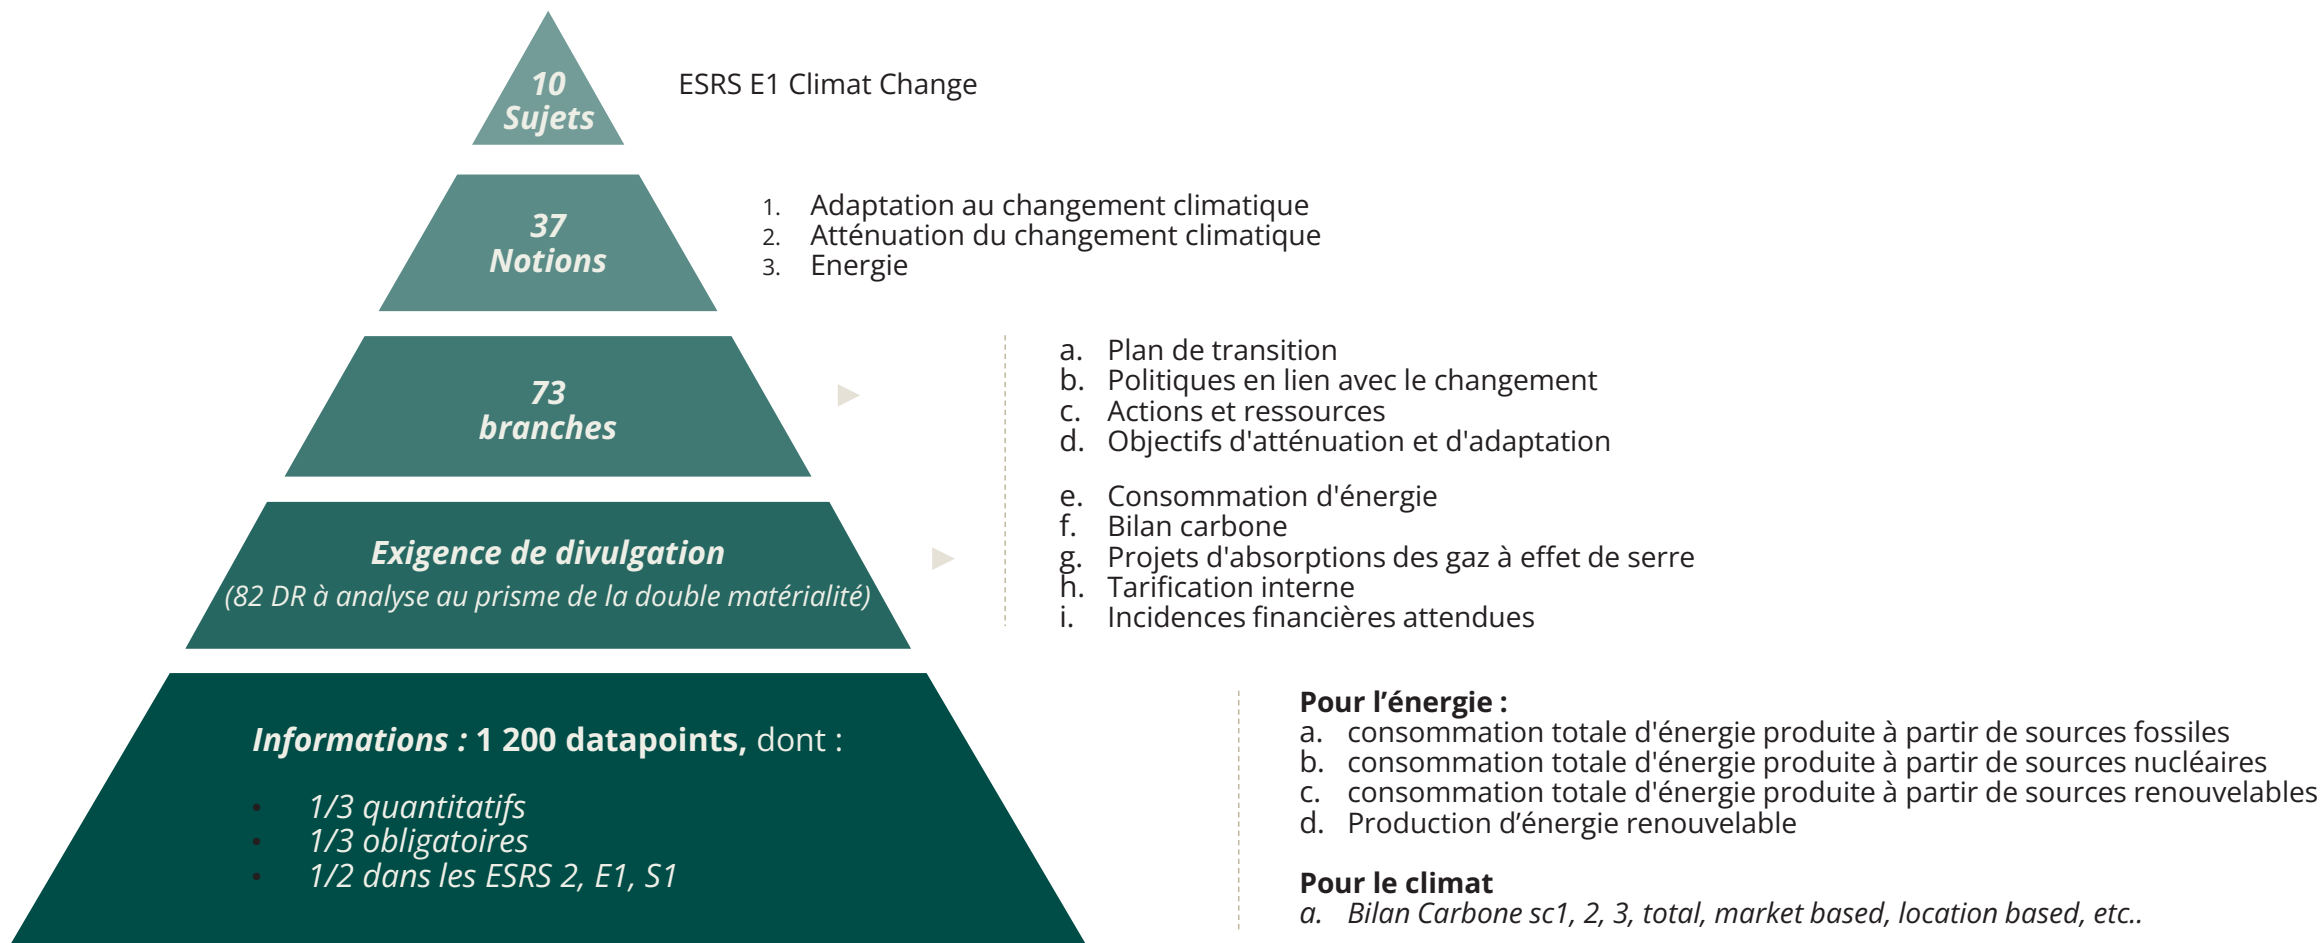 10
Sujets
ESRS E1 Climat Change
37
Notions
1. Adaptation au changement climatique
2. Atténuation du changement climatique
3. Energie
73
branches
a. Plan de transition
b. Politiques en lien avec le changement
c. Actions et ressources
d. Objectifs d'atténuation et d'adaptation
Exigence de divulgation
(82 DR à analyse au prisme de la double matérialité)
e. Consommation d'énergie
f. Bilan carbone
g. Projets d'absorptions des gaz à effet de serre
h. Tarification interne
i. Incidences financières attendues
Informations : 1 200 datapoints, dont :
• 1/3 quantitatifs
• 1/3 obligatoires
• 1/2 dans les ESRS 2, E1, S1
Pour l’énergie :
a. consommation totale d'énergie produite à partir de sources fossiles
b. consommation totale d'énergie produite à partir de sources nucléaires
c. consommation totale d'énergie produite à partir de sources renouvelables
d. Production d’énergie renouvelable
Pour le climat
a. Bilan Carbone sc1, 2, 3, total, market based, location based, etc..